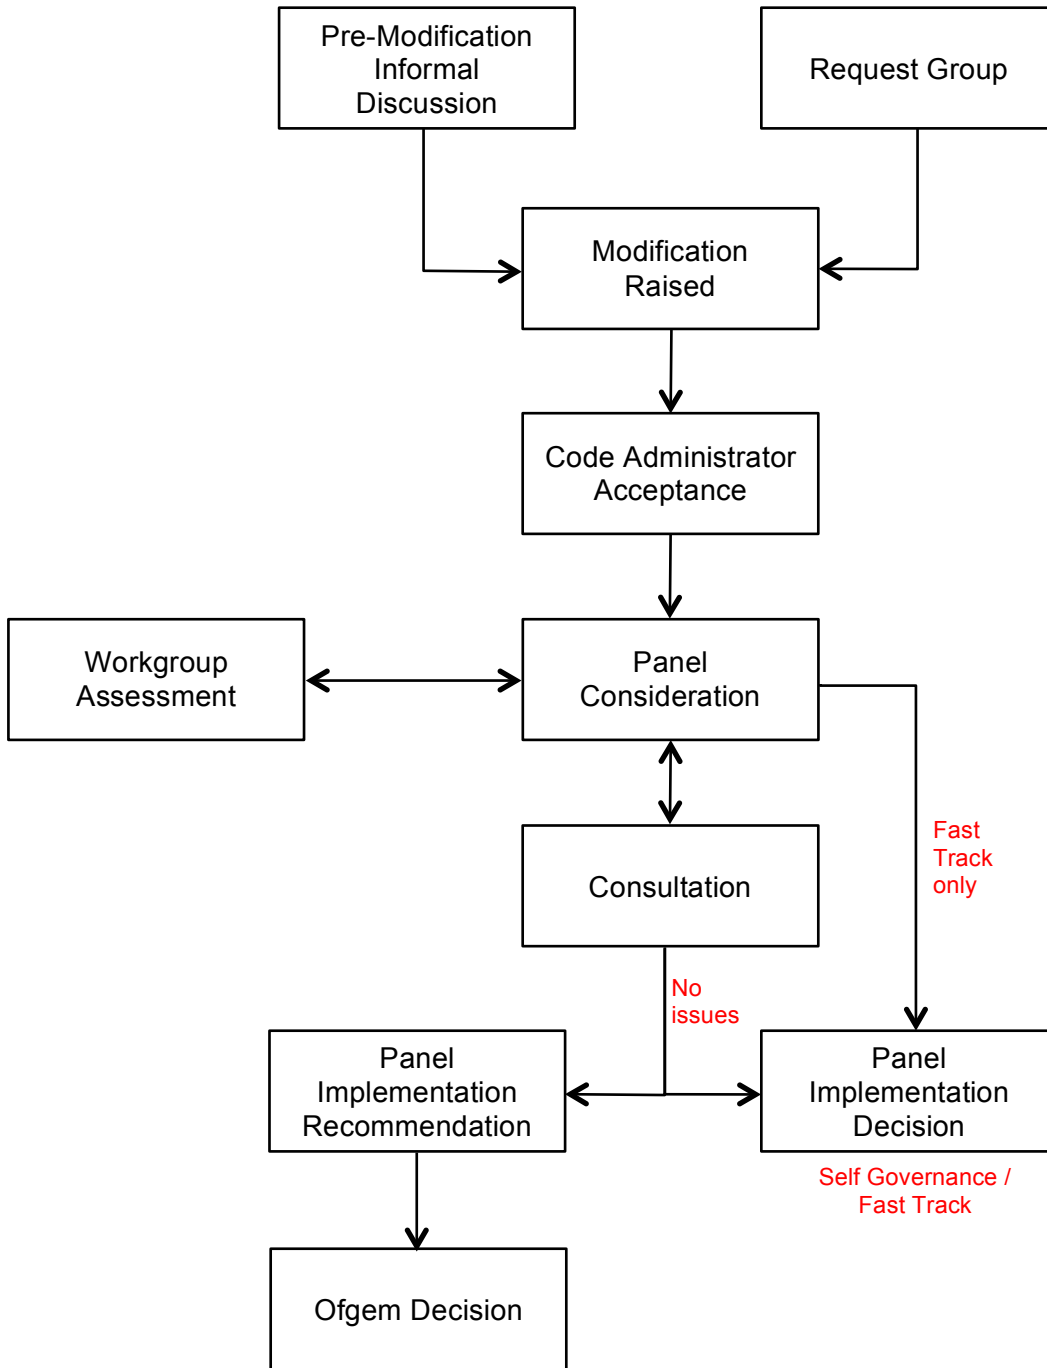 Pre-Modification
Informal
Discussion
Request Group
Modification
Raised
Code Administrator
Acceptance
Workgroup
Assessment
Panel
Consideration
Fast
Track
only
Consultation
No
issues
Panel
Implementation
Recommendation
Panel
Implementation
Decision
Self Governance /
Fast Track
Ofgem Decision